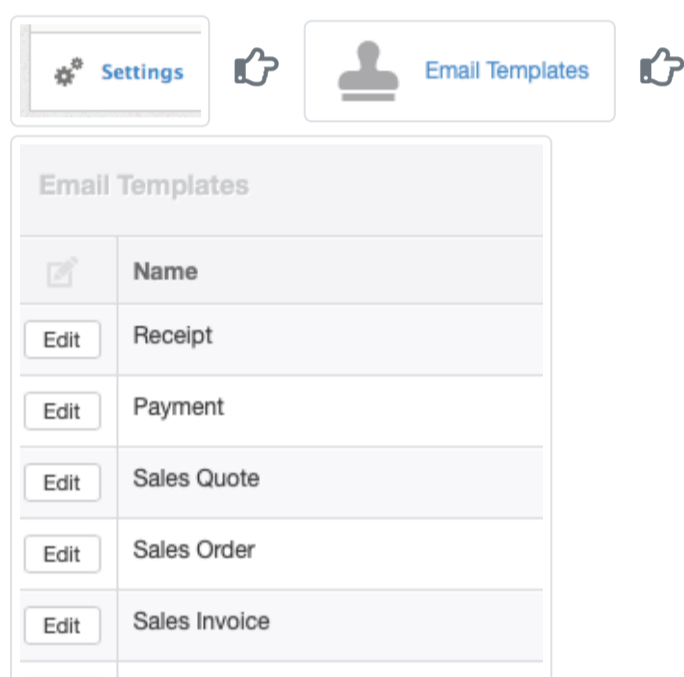 Settings
Email Templates
Email Templates
Name
Edit Receipt
Edit Payment
Edit Sales Quote
Edit Sales Order
Edit Sales Invoice